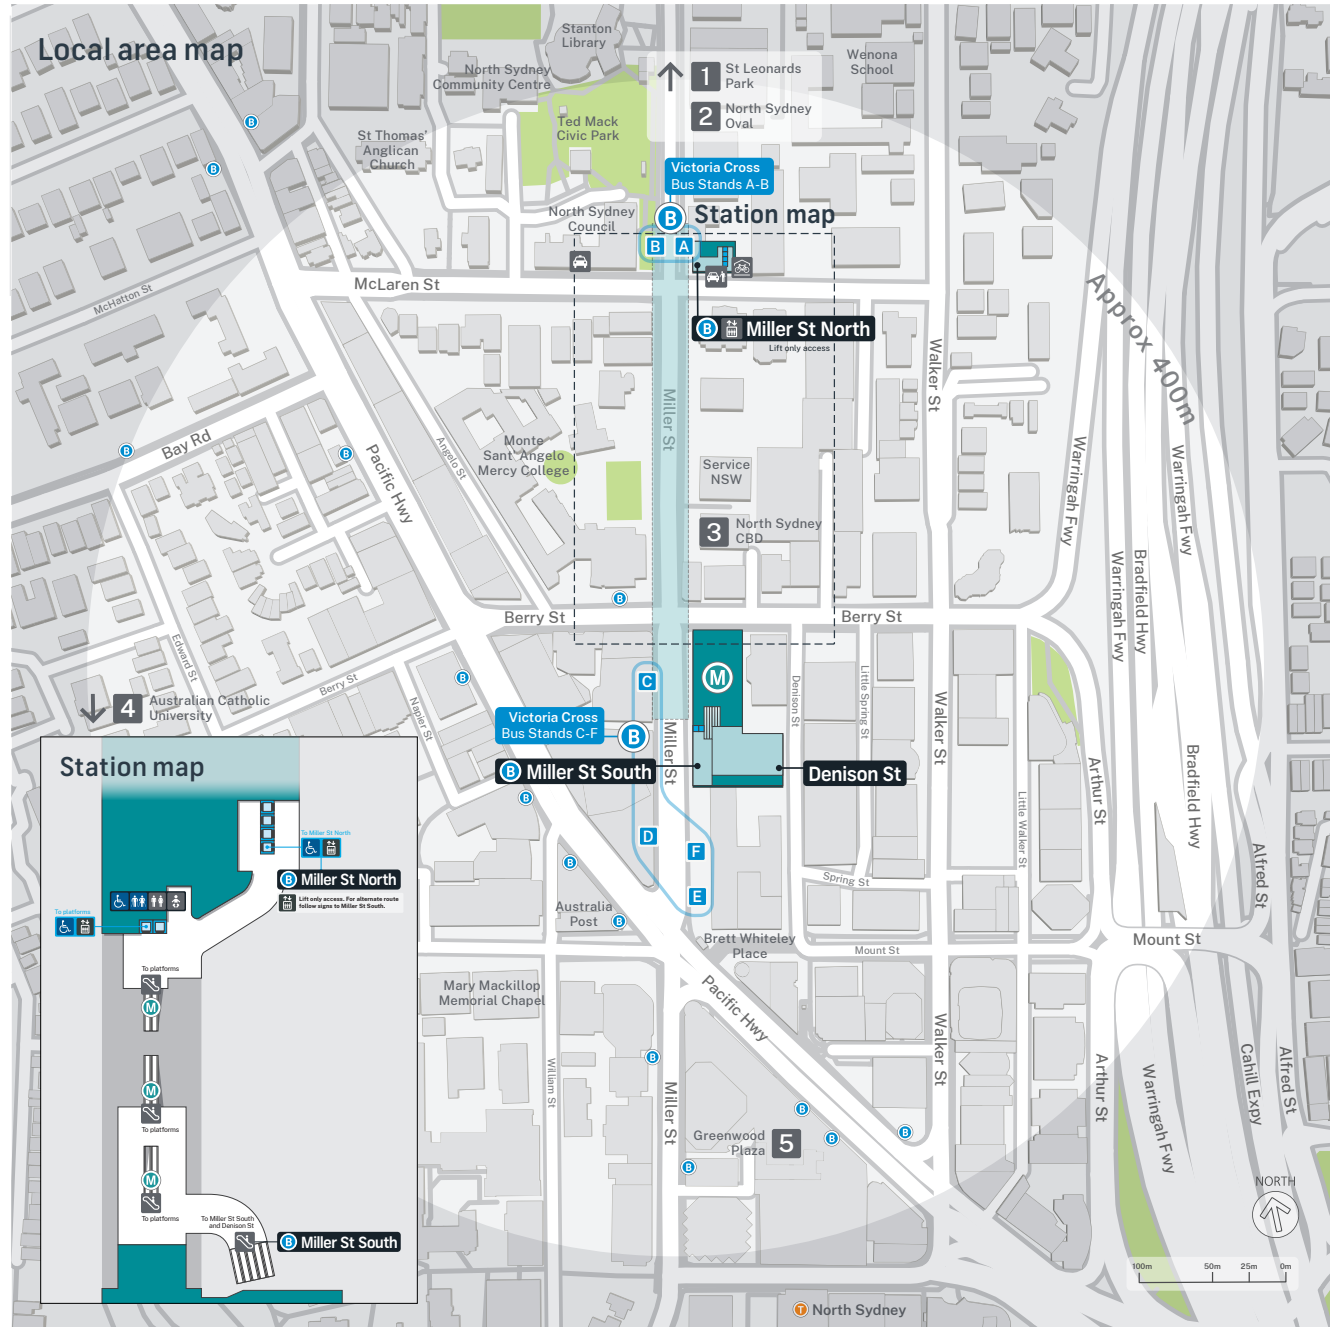 Local area map
Stanton
Library
North Sydney
Community Centre
1
St Leonards
Park
2
North Sydney
Oval
Wenona
School
St Thomas'
Anglican
Church
Ted Mack
Civic Park
B
B
Victoria Cross
Bus Stands A-B
B
Station map
North Sydney
Council
B
A
McLaren St
McHatton St
Approx 400m
B
Miller St North
Lift only access
Walker St
Miller St
Bay Rd
B
B
Pacific Hwy
Angelo St
Monte
Sant' Angelo
Mercy College
Service
NSW
3
North Sydney
CBD
Warringah Fwy
Warringah Fwy
Warringah Fwy
Bradfield Hwy
B
Berry St
Berry St
Edward St
Berry St
Napier St
B
4
Australian Catholic
University
C
M
Denison St
Little Spring St
Walker St
Victoria Cross
Bus Stands C-F
B
Miller St
B
Miller St South
Denison St
Arthur St
Bradfield Hwy
Little Walker St
B
D
F
E
B
Spring St
Alfred St
Australia
Post
B
Brett Whiteley
Place
Mount St
Mount St
Mary Mackillop
Memorial Chapel
Pacific Hwy
Walker St
William St
B
Miller St
B
B
B
B
Greenwood
Plaza
5
Arthur St
Warringah Fwy
Cahill Expy
Alfred St
NORTH
100m
50m
25m
0m
T
North Sydney
Station map
To Miller St North
B
Miller St North
Lift only access. For alternate route
follow signs to Miller St South.
To platforms
To platforms
M
M
To platforms
M
To platforms
To Miller St South
and Denison St
B
Miller St South